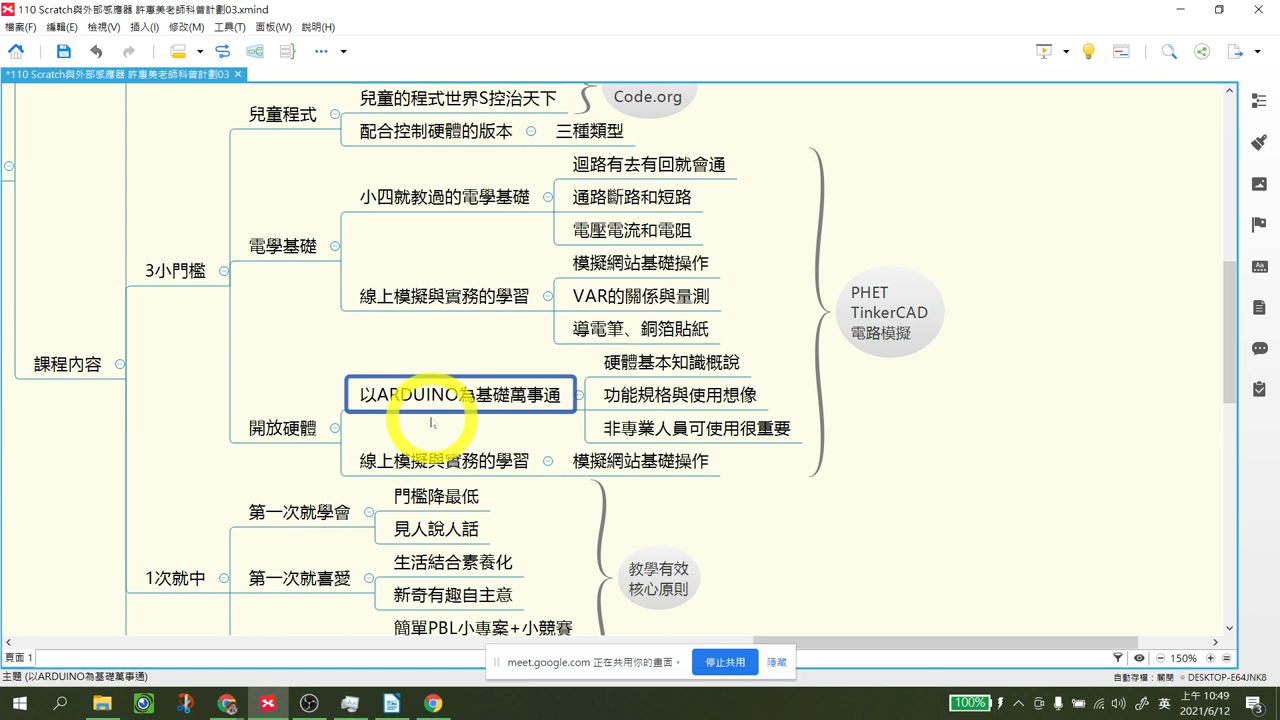 110 Scratch與外部感應器 許惠美老師科普計劃03.xmind
檔案(F) 編輯(E) 檢視(V) 插入(I) 修改(M) 工具(T) 面板(W) 說明(H)
*110 Scratch與外部感應器 許惠美老師科普計劃03
兒童程式
兒童的程式世界S控治天下
Code.org
配合控制硬體的版本
三種類型
3小門檻
電學基礎
小四就教過的電學基礎
迴路有去有回就會通
通路斷路和短路
電壓電流和電阻
線上模擬與實務的學習
模擬網站基礎操作
VAR的關係與量測
導電筆、銅箔貼紙
PHET
TinkerCAD
電路模擬
課程內容
開放硬體
以ARDUINO為基礎萬事通
硬體基本知識概說
功能規格與使用想像
非專業人員可使用很重要
線上模擬與實務的學習
模擬網站基礎操作
1次就中
第一次就學會
門檻降最低
見人說人話
第一次就喜愛
生活結合素養化
新奇有趣自主意
簡單PBL小專案+小競賽
教學有效
核心原則
頁面 1
150%
meet.google.com 正在共用你的畫面。
停止共用
隱藏
主題 (以ARDUINO為基礎萬事通)
自動存檔：關閉
DESKTOP-E64JNK8
100%
英
上午 10:49
2021/6/12
3